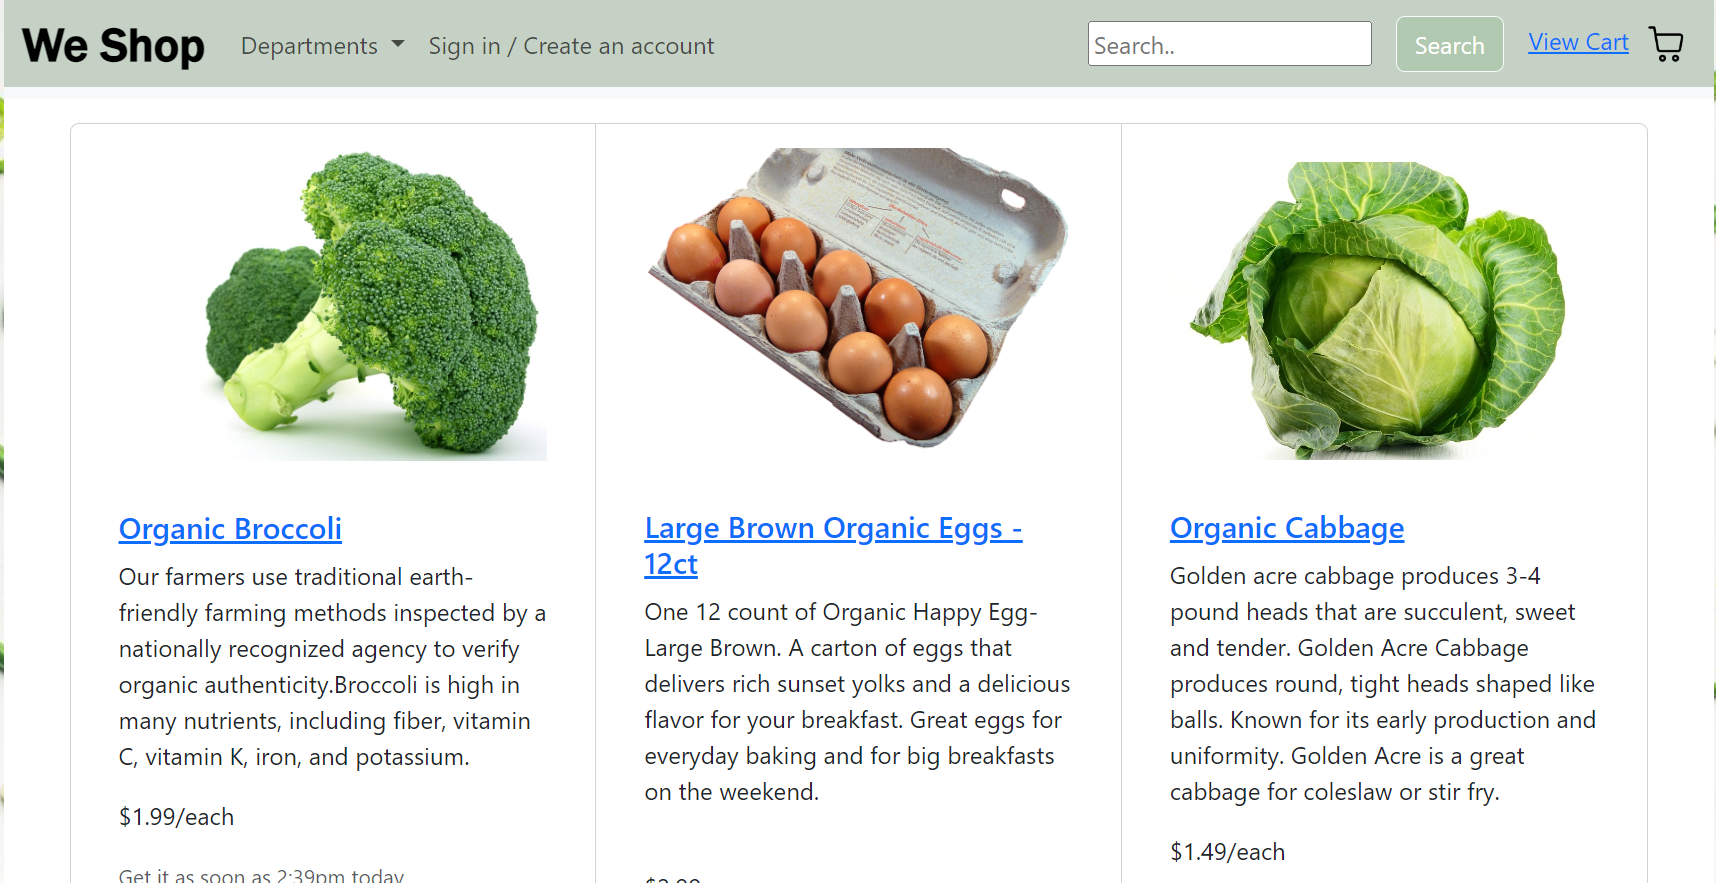 We Shop
Departments
Sign in / Create an account
Search..
Search
View Cart
Organic Broccoli
Our farmers use traditional earth-
friendly farming methods inspected by a
nationally recognized agency to verify
organic authenticity.Broccoli is high in
many nutrients, including fiber, vitamin
C, vitamin K, iron, and potassium.
$1.99/each
Get it as soon as 2:39pm today
Large Brown Organic Eggs -
12ct
One 12 count of Organic Happy Egg-
Large Brown. A carton of eggs that
delivers rich sunset yolks and a delicious
flavor for your breakfast. Great eggs for
everyday baking and for big breakfasts
on the weekend.
Organic Cabbage
Golden acre cabbage produces 3-4
pound heads that are succulent, sweet
and tender. Golden Acre Cabbage
produces round, tight heads shaped like
balls. Known for its early production and
uniformity. Golden Acre is a great
cabbage for coleslaw or stir fry.
$1.49/each